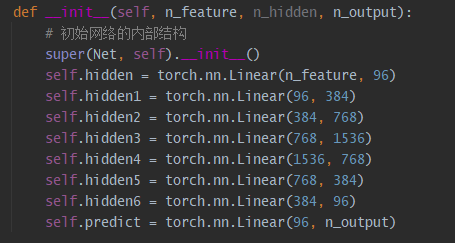 def __init__(self, n_feature, n_hidden, n_output):
# 初始网络的内部结构
super(Net, self).__init__()
self.hidden = torch.nn.Linear(n_feature, 96)
self.hidden1 = torch.nn.Linear(96, 384)
self.hidden2 = torch.nn.Linear(384, 768)
self.hidden3 = torch.nn.Linear(768, 1536)
self.hidden4 = torch.nn.Linear(1536, 768)
self.hidden5 = torch.nn.Linear(768, 384)
self.hidden6 = torch.nn.Linear(384, 96)
self.predict = torch.nn.Linear(96, n_output)